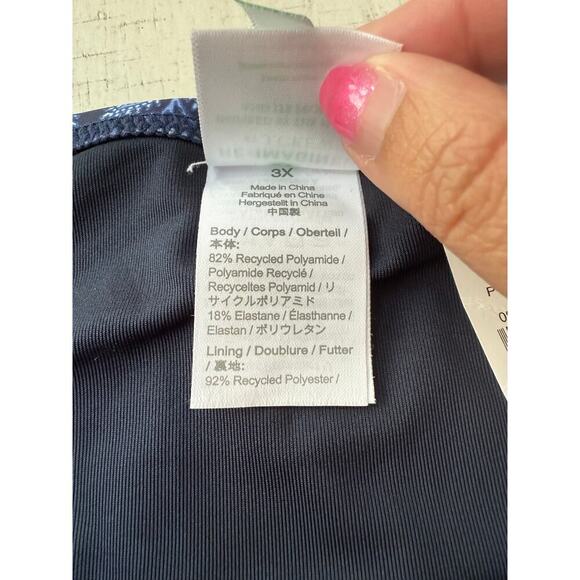 3X
Made in China
Fabriqué en Chine
Hergestellt in China
中国製
Body / Corps / Oberteil /
本体:
82% Recycled Polyamide /
Polyamide Recyclé /
Recyceltes Polyamid / リ
サイクルポリアミド
18% Elastane / Élasthanne /
Elastan / ポリウレタン
Lining / Doublure / Futter
/ 裏地:
92% Recycled Polyester /